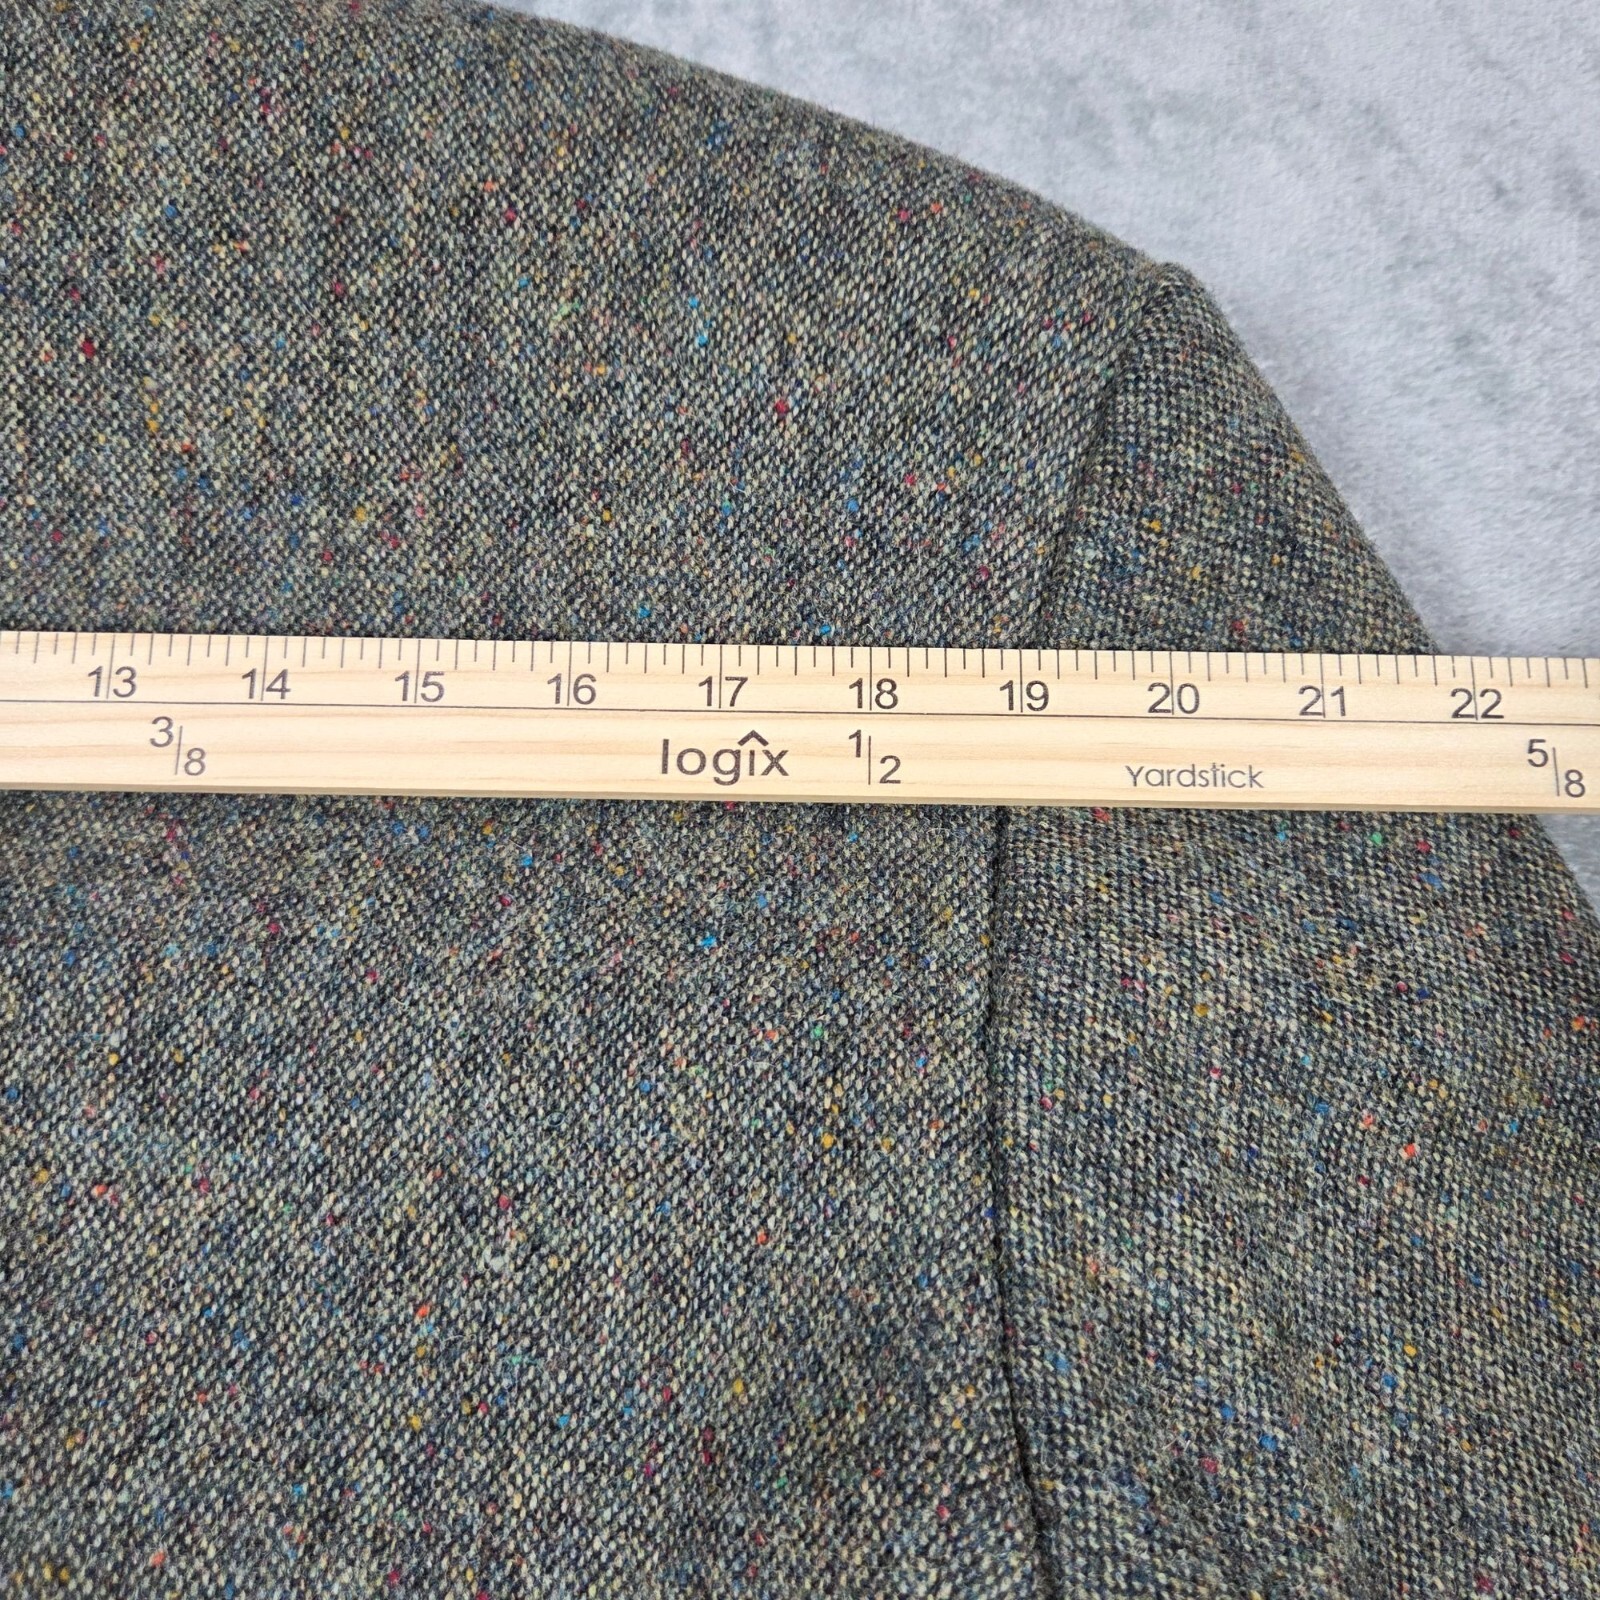 13 14 15 16 17 18 19 20 21 22
3/8 logix 1/2 Yardstick 5/8